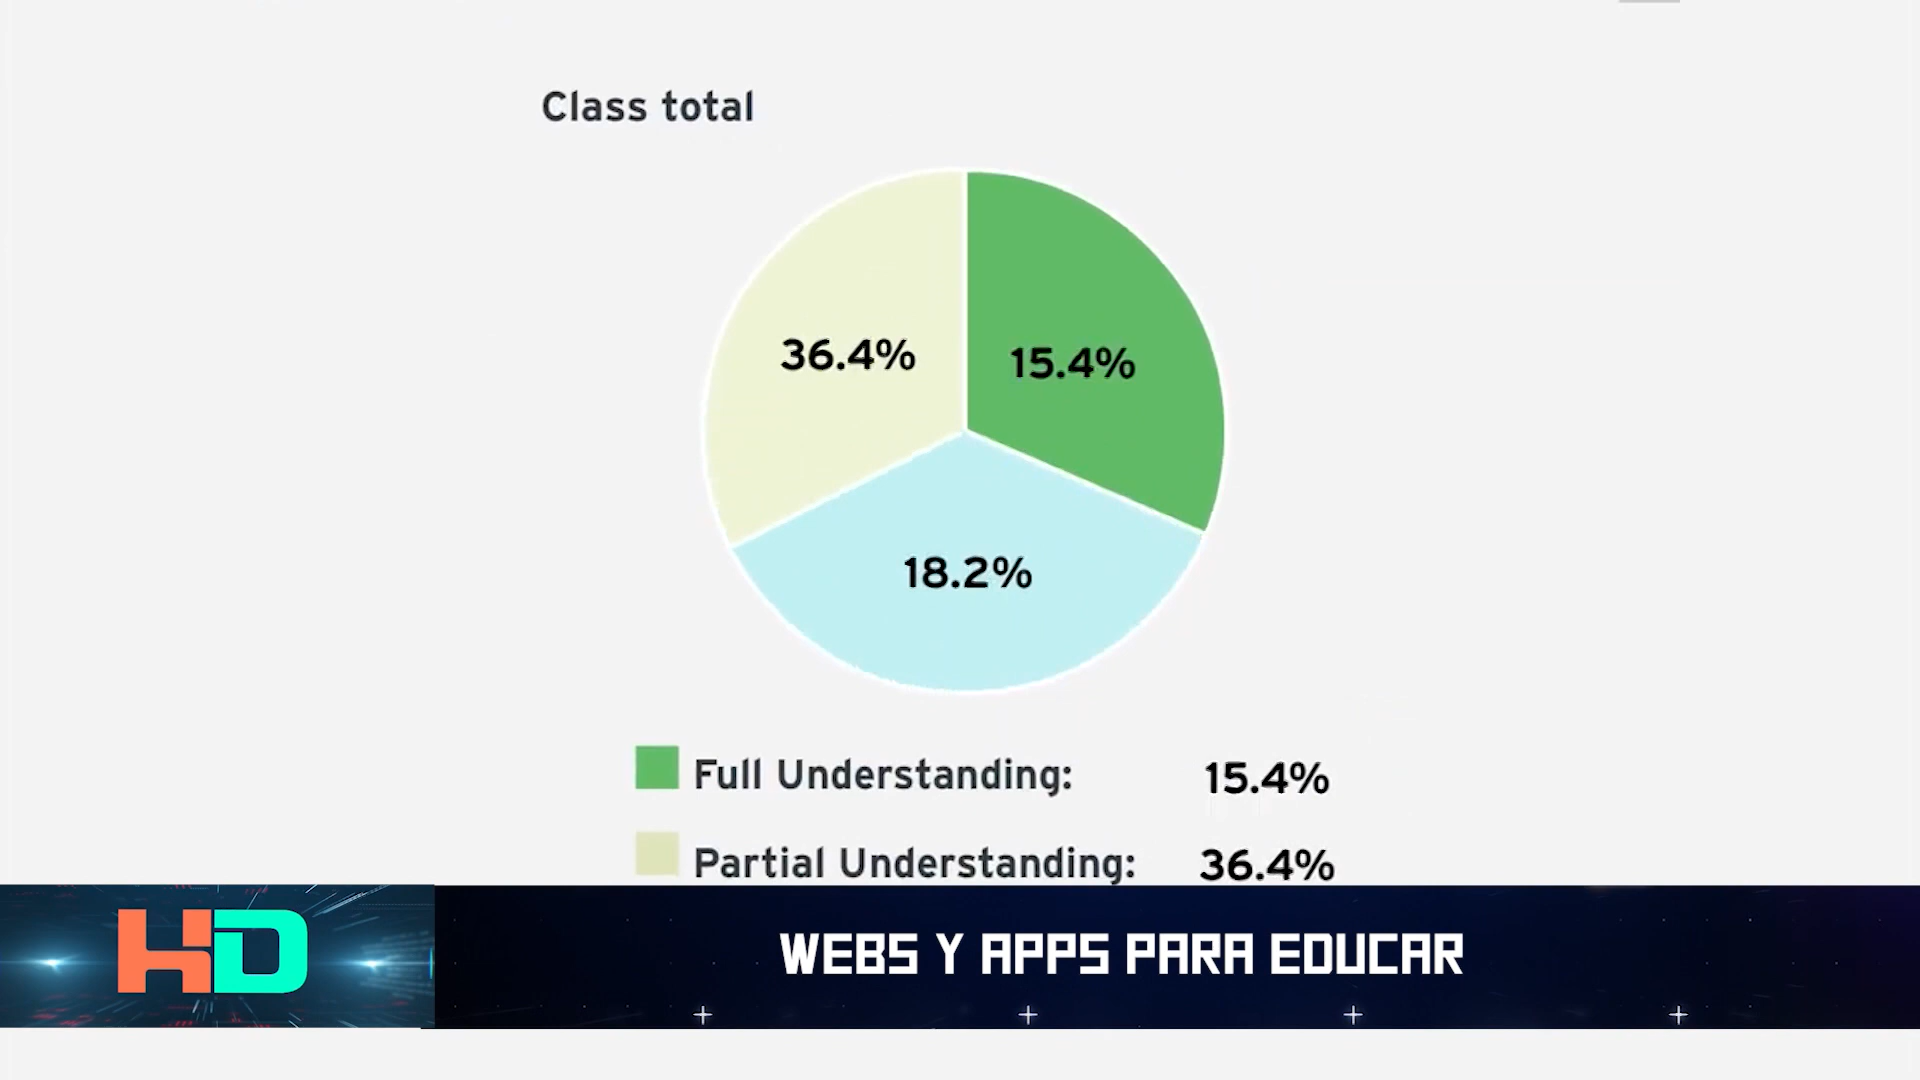 Class total
36.4%
15.4%
18.2%
Full Understanding: 15.4%
Partial Understanding: 36.4%
HD
WEBS Y APPS PARA EDUCAR